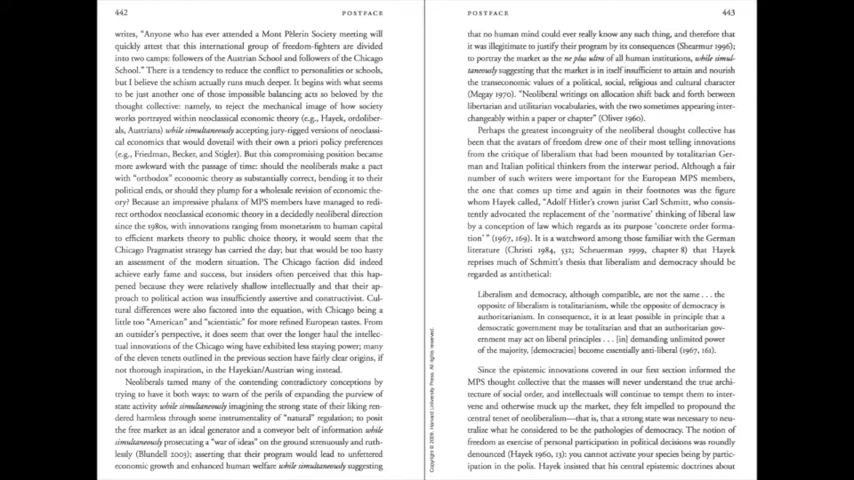 442 POSTFACE
writes, “Anyone who has ever attended a Mont Pèlerin Society meeting will
quickly attest that this international group of freedom-fighters are divided
into two camps: followers of the Austrian School and followers of the Chicago
School.” There is a tendency to reduce the conflict to personalities or schools,
but I believe the schism actually runs much deeper. It begins with what seems
to be just another one of those impossible balancing acts so beloved by the
thought collective: namely, to reject the mechanical image of how society
works portrayed within neoclassical economic theory (e.g., Hayek, ordoliber-
als, Austrians) while simultaneously accepting jury-rigged versions of neoclassi-
cal economics that would dovetail with their own a priori policy preferences
(e.g., Friedman, Becker, and Stigler). But this compromising position became
more awkward with the passage of time: should the neoliberals make a pact
with “orthodox” economic theory as substantially correct, bending it to their
political ends, or should they plump for a wholesale revision of economic the-
ory? Because an impressive phalanx of MPS members have managed to redi-
rect orthodox neoclassical economic theory in a decidedly neoliberal direction
since the 1980s, with innovations ranging from monetarism to human capital
to efficient markets theory to public choice theory, it would seem that the
Chicago Pragmatist strategy has carried the day; but that would be too hasty
an assessment of the modern situation. The Chicago faction did indeed
achieve early fame and success, but insiders often perceived that this hap-
pened because they were relatively shallow intellectually and that their ap-
proach to political action was insufficiently assertive and constructivist. Cul-
tural differences were also factored into the equation, with Chicago being a
little too “American” and “scientistic” for more refined European tastes. From
an outsider’s perspective, it does seem that over the longer haul the intellec-
tual innovations of the Chicago wing have exhibited less staying power; many
of the eleven tenets outlined in the previous section have fairly clear origins, if
not thorough inspiration, in the Hayekian/Austrian wing instead.
Neoliberals tamed many of the contending contradictory conceptions by
trying to have it both ways: to warn of the perils of expanding the purview of
state activity while simultaneously imagining the strong state of their liking ren-
dered harmless through some instrumentality of “natural” regulation; to posit
the free market as an ideal generator and a conveyor belt of information while
simultaneously prosecuting a “war of ideas” on the ground strenuously and ruth-
lessly (Blundell 2003); asserting that their program would lead to unfettered
economic growth and enhanced human welfare while simultaneously suggesting
Copyright © 2009. Harvard University Press. All rights reserved.
POSTFACE 443
that no human mind could ever really know any such thing, and therefore that
it was illegitimate to justify their program by its consequences (Shearmur 1996);
to portray the market as the ne plus ultra of all human institutions, while simul-
taneously suggesting that the market is in itself insufficient to attain and nourish
the transeconomic values of a political, social, religious and cultural character
(Megay 1970). “Neoliberal writings on allocation shift back and forth between
libertarian and utilitarian vocabularies, with the two sometimes appearing inter-
changeably within a paper or chapter” (Oliver 1960).
Perhaps the greatest incongruity of the neoliberal thought collective has
been that the avatars of freedom drew one of their most telling innovations
from the critique of liberalism that had been mounted by totalitarian Ger-
man and Italian political thinkers from the interwar period. Although a fair
number of such writers were important for the European MPS members,
the one that comes up time and again in their footnotes was the figure
whom Hayek called, “Adolf Hitler’s crown jurist Carl Schmitt, who consis-
tently advocated the replacement of the ‘normative’ thinking of liberal law
by a conception of law which regards as its purpose ‘concrete order forma-
tion’ ” (1967, 169). It is a watchword among those familiar with the German
literature (Christi 1984, 532; Scheuerman 1999, chapter 8) that Hayek
reprises much of Schmitt’s thesis that liberalism and democracy should be
regarded as antithetical:
Liberalism and democracy, although compatible, are not the same . . . the
opposite of liberalism is totalitarianism, while the opposite of democracy is
authoritarianism. In consequence, it is at least possible in principle that a
democratic government may be totalitarian and that an authoritarian gov-
ernment may act on liberal principles . . . [in] demanding unlimited power
of the majority, [democracies] become essentially anti-liberal (1967, 161).
Since the epistemic innovations covered in our first section informed the
MPS thought collective that the masses will never understand the true archi-
tecture of social order, and intellectuals will continue to tempt them to inter-
vene and otherwise muck up the market, they felt impelled to propound the
central tenet of neoliberalism—that is, that a strong state was necessary to neu-
tralize what he considered to be the pathologies of democracy. The notion of
freedom as exercise of personal participation in political decisions was roundly
denounced (Hayek 1960, 13): you cannot activate your species being by partic-
ipation in the polis. Hayek insisted that his central epistemic doctrines about